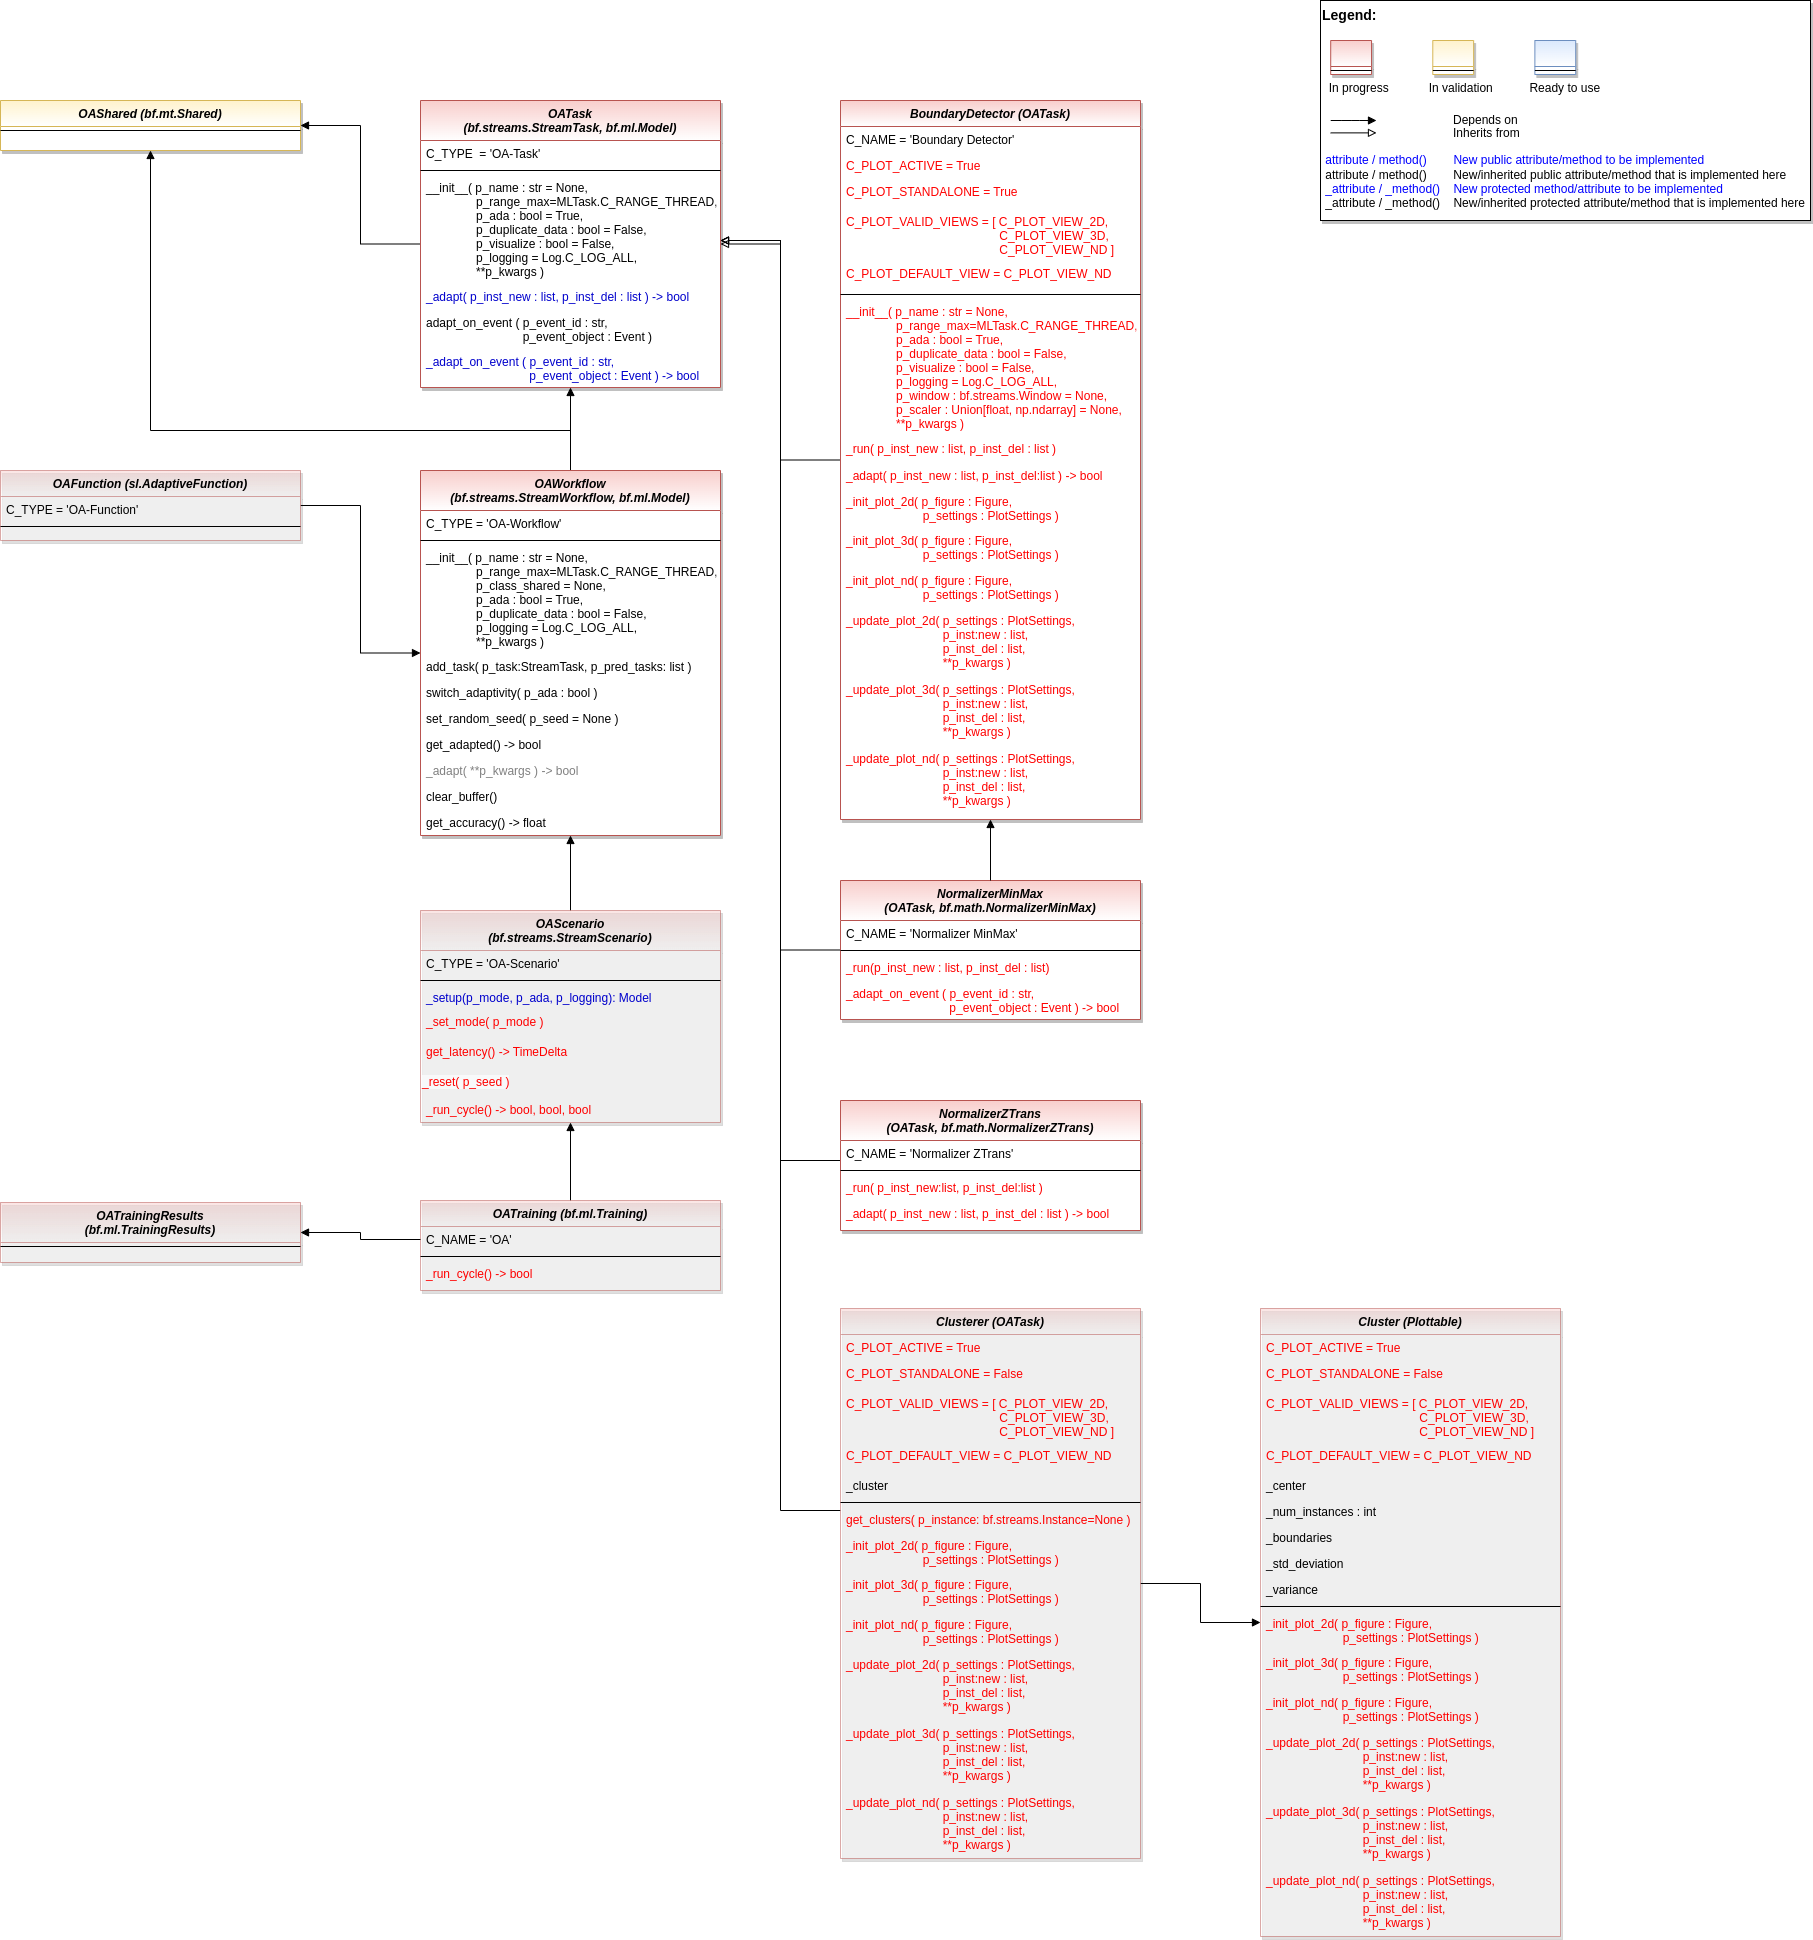 Legend:
In progress
In validation
Ready to use
Depends on
Inherits from
attribute / method() New public attribute/method to be implemented
attribute / method() New/inherited public attribute/method that is implemented here
_attribute / _method() New protected method/attribute to be implemented
_attribute / _method() New/inherited protected attribute/method that is implemented here
OAShared (bf.mt.Shared)
OATask
(bf.streams.StreamTask, bf.ml.Model)
C_TYPE = 'OA-Task'
__init__( p_name : str = None,
p_range_max=MLTask.C_RANGE_THREAD,
p_ada : bool = True,
p_duplicate_data : bool = False,
p_visualize : bool = False,
p_logging = Log.C_LOG_ALL,
**p_kwargs )
_adapt( p_inst_new : list, p_inst_del : list ) -> bool
adapt_on_event ( p_event_id : str,
p_event_object : Event )
_adapt_on_event ( p_event_id : str,
p_event_object : Event ) -> bool
BoundaryDetector (OATask)
C_NAME = 'Boundary Detector'
C_PLOT_ACTIVE = True
C_PLOT_STANDALONE = True
C_PLOT_VALID_VIEWS = [ C_PLOT_VIEW_2D,
C_PLOT_VIEW_3D,
C_PLOT_VIEW_ND ]
C_PLOT_DEFAULT_VIEW = C_PLOT_VIEW_ND
__init__( p_name : str = None,
p_range_max=MLTask.C_RANGE_THREAD,
p_ada : bool = True,
p_duplicate_data : bool = False,
p_visualize : bool = False,
p_logging = Log.C_LOG_ALL,
p_window : bf.streams.Window = None,
p_scaler : Union[float, np.ndarray] = None,
**p_kwargs )
_run( p_inst_new : list, p_inst_del : list )
_adapt( p_inst_new : list, p_inst_del:list ) -> bool
_init_plot_2d( p_figure : Figure,
p_settings : PlotSettings )
_init_plot_3d( p_figure : Figure,
p_settings : PlotSettings )
_init_plot_nd( p_figure : Figure,
p_settings : PlotSettings )
_update_plot_2d( p_settings : PlotSettings,
p_inst:new : list,
p_inst_del : list,
**p_kwargs )
_update_plot_3d( p_settings : PlotSettings,
p_inst:new : list,
p_inst_del : list,
**p_kwargs )
_update_plot_nd( p_settings : PlotSettings,
p_inst:new : list,
p_inst_del : list,
**p_kwargs )
OAFunction (sl.AdaptiveFunction)
C_TYPE = 'OA-Function'
OAWorkflow
(bf.streams.StreamWorkflow, bf.ml.Model)
C_TYPE = 'OA-Workflow'
__init__( p_name : str = None,
p_range_max=MLTask.C_RANGE_THREAD,
p_class_shared = None,
p_ada : bool = True,
p_duplicate_data : bool = False,
p_logging = Log.C_LOG_ALL,
**p_kwargs )
add_task( p_task:StreamTask, p_pred_tasks: list )
switch_adaptivity( p_ada : bool )
set_random_seed( p_seed = None )
get_adapted() -> bool
_adapt( **p_kwargs ) -> bool
clear_buffer()
get_accuracy() -> float
NormalizerMinMax
(OATask, bf.math.NormalizerMinMax)
C_NAME = 'Normalizer MinMax'
_run(p_inst_new : list, p_inst_del : list)
_adapt_on_event ( p_event_id : str,
p_event_object : Event ) -> bool
OAScenario
(bf.streams.StreamScenario)
C_TYPE = 'OA-Scenario'
_setup(p_mode, p_ada, p_logging): Model
_set_mode( p_mode )
get_latency() -> TimeDelta
_reset( p_seed )
_run_cycle() -> bool, bool, bool
NormalizerZTrans
(OATask, bf.math.NormalizerZTrans)
C_NAME = 'Normalizer ZTrans'
_run( p_inst_new:list, p_inst_del:list )
_adapt( p_inst_new : list, p_inst_del : list ) -> bool
OATrainingResults
(bf.ml.TrainingResults)
OATraining (bf.ml.Training)
C_NAME = 'OA'
_run_cycle() -> bool
Clusterer (OATask)
C_PLOT_ACTIVE = True
C_PLOT_STANDALONE = False
C_PLOT_VALID_VIEWS = [ C_PLOT_VIEW_2D,
C_PLOT_VIEW_3D,
C_PLOT_VIEW_ND ]
C_PLOT_DEFAULT_VIEW = C_PLOT_VIEW_ND
_cluster
get_clusters( p_instance: bf.streams.Instance=None )
_init_plot_2d( p_figure : Figure,
p_settings : PlotSettings )
_init_plot_3d( p_figure : Figure,
p_settings : PlotSettings )
_init_plot_nd( p_figure : Figure,
p_settings : PlotSettings )
_update_plot_2d( p_settings : PlotSettings,
p_inst:new : list,
p_inst_del : list,
**p_kwargs )
_update_plot_3d( p_settings : PlotSettings,
p_inst:new : list,
p_inst_del : list,
**p_kwargs )
_update_plot_nd( p_settings : PlotSettings,
p_inst:new : list,
p_inst_del : list,
**p_kwargs )
Cluster (Plottable)
C_PLOT_ACTIVE = True
C_PLOT_STANDALONE = False
C_PLOT_VALID_VIEWS = [ C_PLOT_VIEW_2D,
C_PLOT_VIEW_3D,
C_PLOT_VIEW_ND ]
C_PLOT_DEFAULT_VIEW = C_PLOT_VIEW_ND
_center
_num_instances : int
_boundaries
_std_deviation
_variance
_init_plot_2d( p_figure : Figure,
p_settings : PlotSettings )
_init_plot_3d( p_figure : Figure,
p_settings : PlotSettings )
_init_plot_nd( p_figure : Figure,
p_settings : PlotSettings )
_update_plot_2d( p_settings : PlotSettings,
p_inst:new : list,
p_inst_del : list,
**p_kwargs )
_update_plot_3d( p_settings : PlotSettings,
p_inst:new : list,
p_inst_del : list,
**p_kwargs )
_update_plot_nd( p_settings : PlotSettings,
p_inst:new : list,
p_inst_del : list,
**p_kwargs )